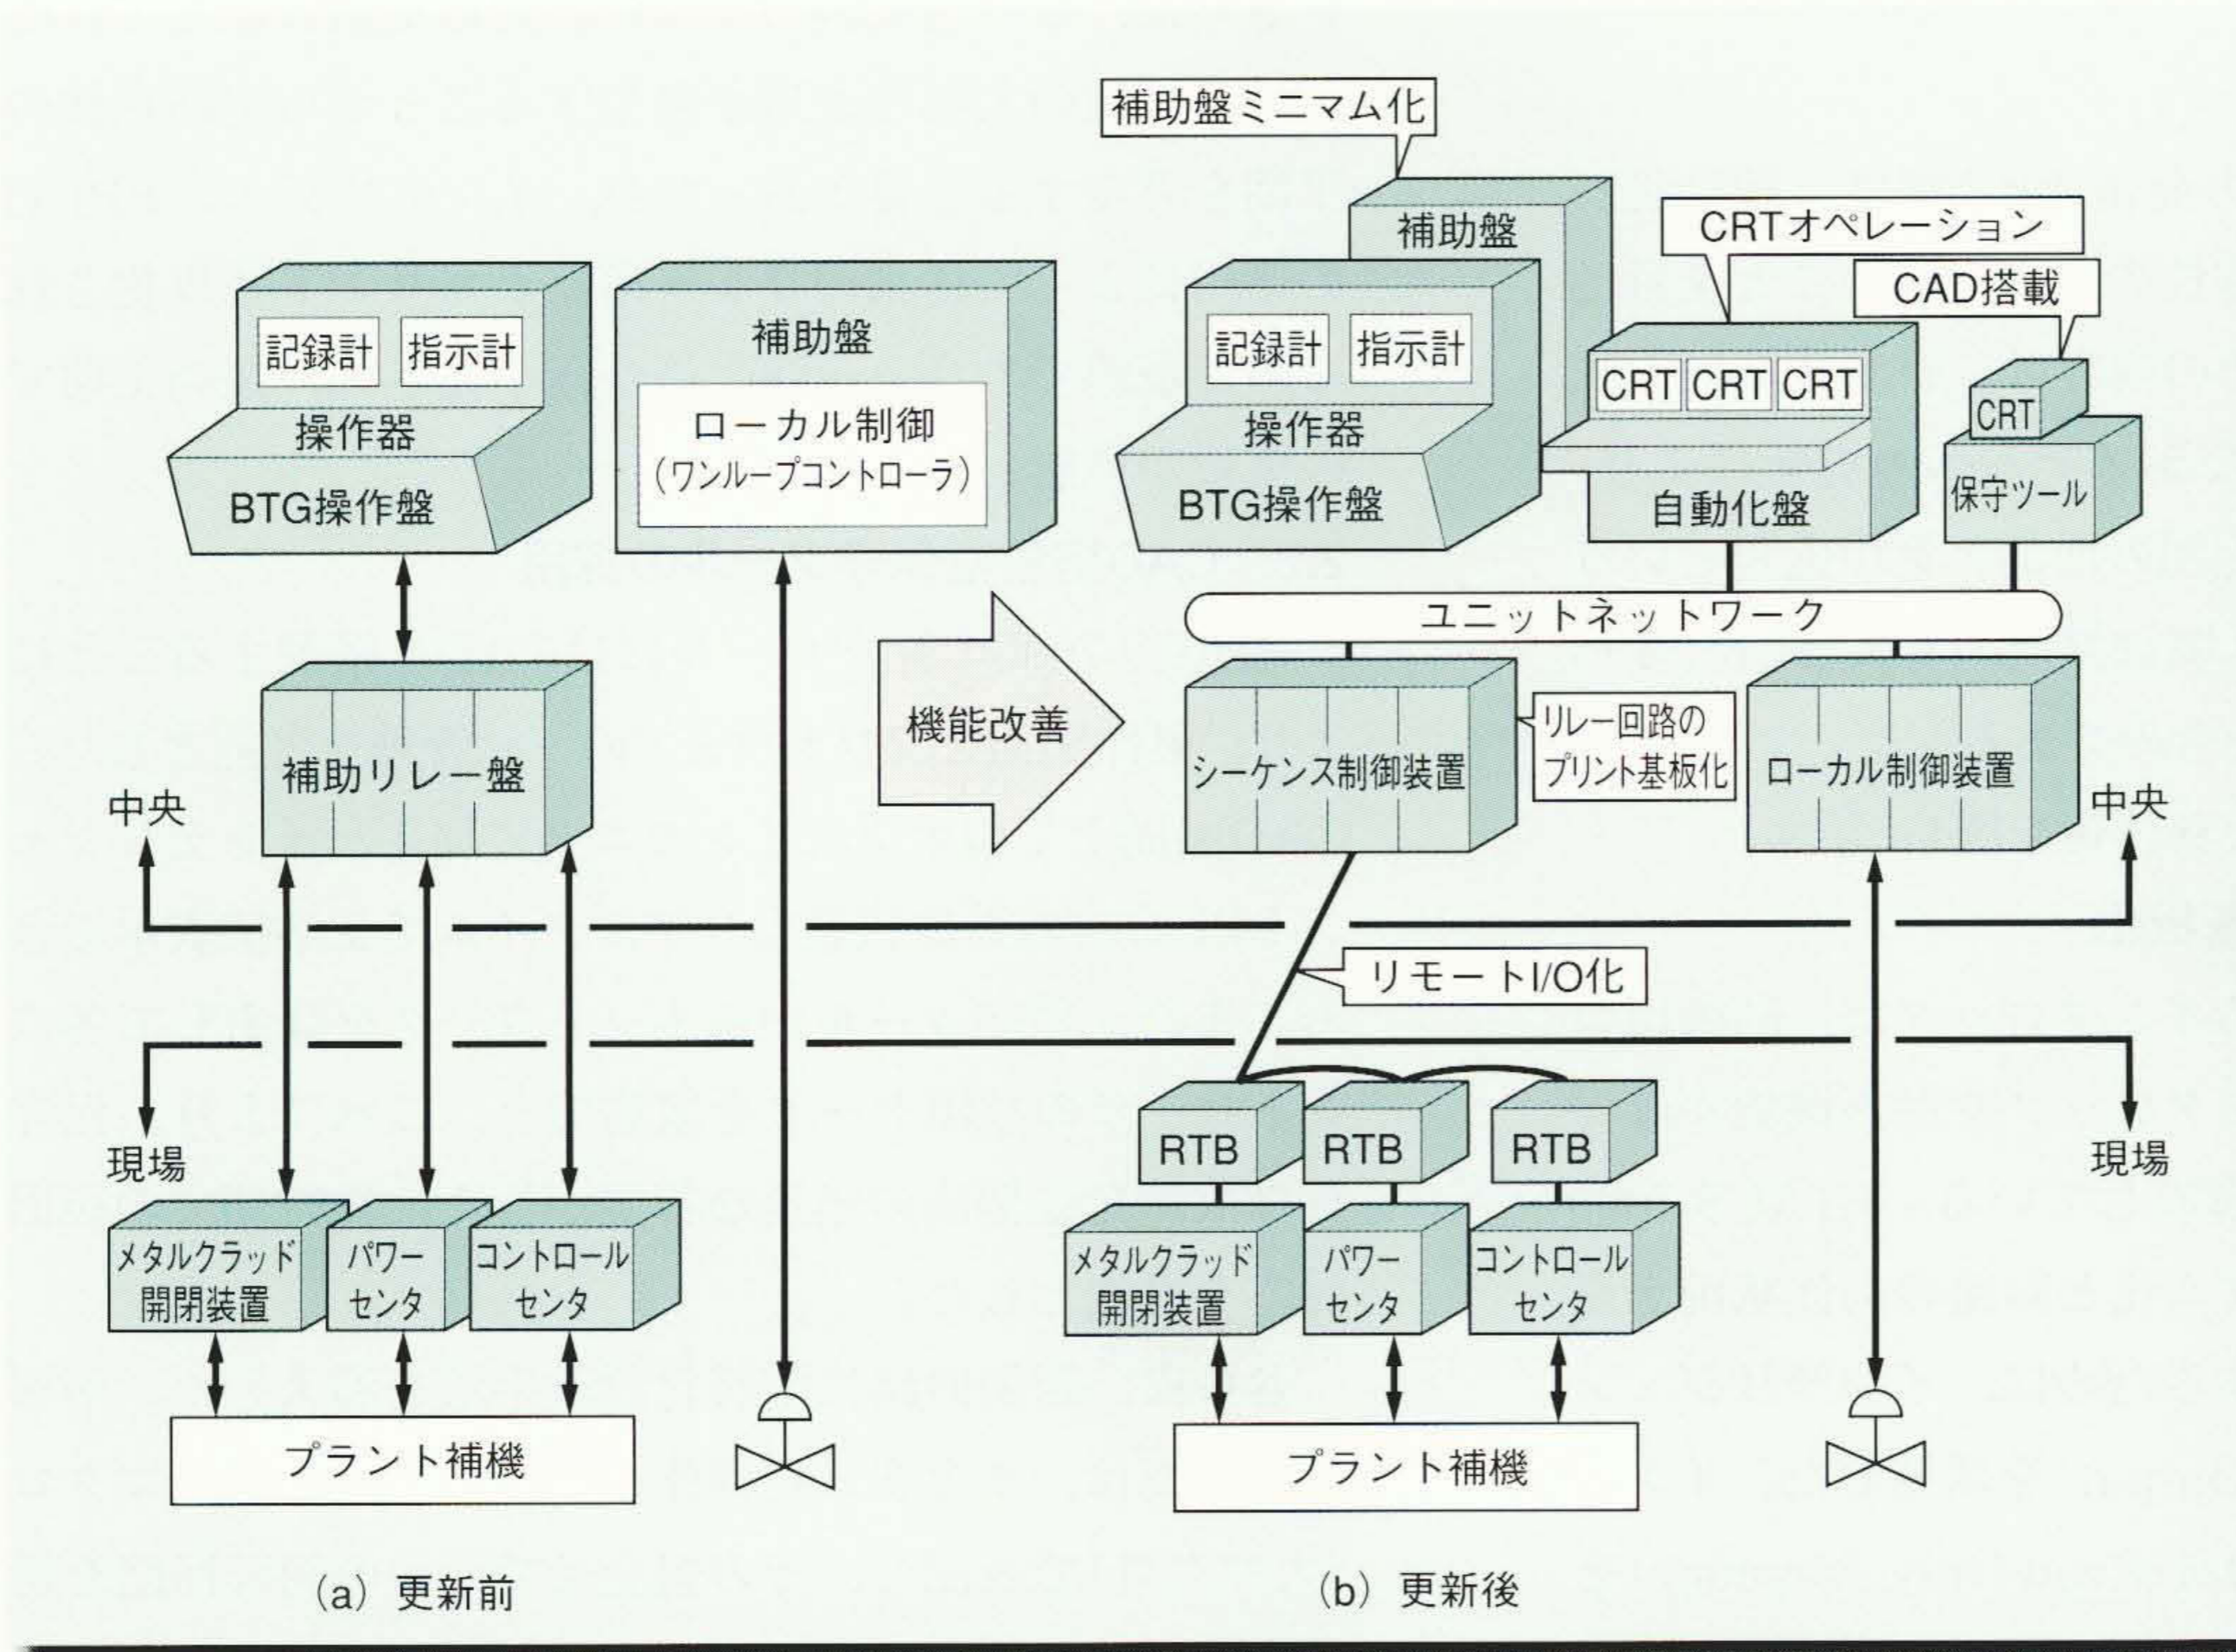 記録計
指示計
操作器
BTG操作盤
補助盤
ローカル制御
(ワンループコントローラ)
補助リレー盤
中央
現場
メタルクラッド
開閉装置
パワー
センタ
コントロール
センタ
プラント補機
(a) 更新前
機能改善
補助盤ミニマム化
補助盤
CRTオペレーション
CAD搭載
記録計
指示計
操作器
BTG操作盤
CRT
CRT
CRT
自動化盤
CRT
保守ツール
ユニットネットワーク
シーケンス制御装置
リレー回路の
プリント基板化
ローカル制御装置
中央
リモートI/O化
現場
RTB
RTB
RTB
メタルクラッド
開閉装置
パワー
センタ
コントロール
センタ
プラント補機
(b) 更新後